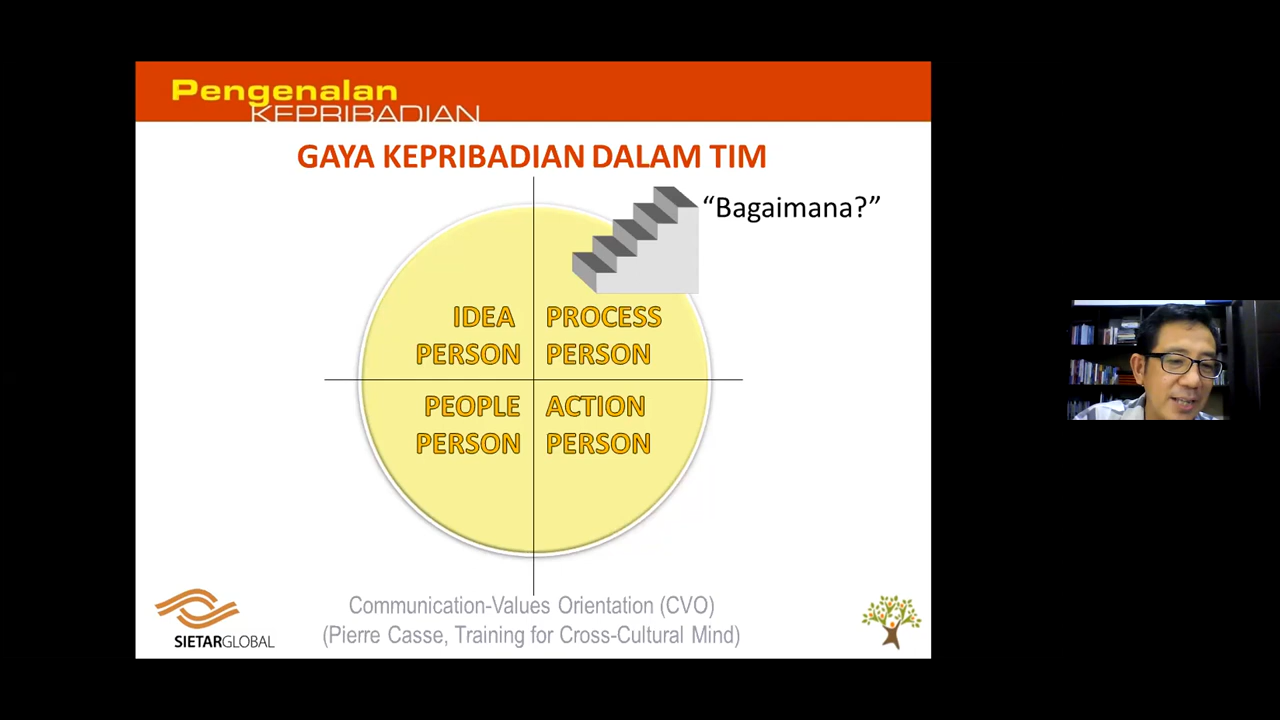 Pengenalan
KEPRIBADIAN
GAYA KEPRIBADIAN DALAM TIM
“Bagaimana?”
IDEA
PERSON
PROCESS
PERSON
PEOPLE
PERSON
ACTION
PERSON
Communication-Values Orientation (CVO)
(Pierre Casse, Training for Cross-Cultural Mind)
SIETARGLOBAL